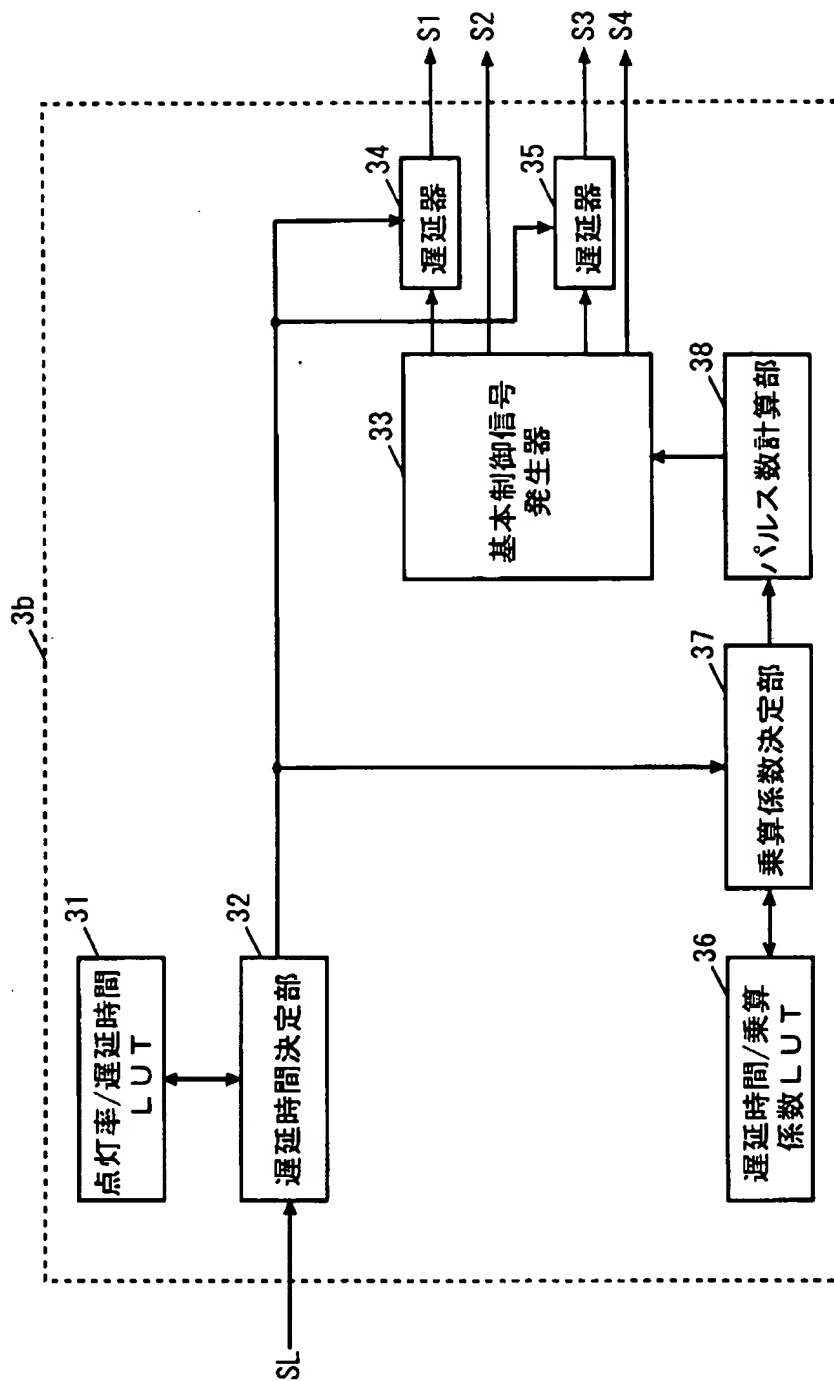 3b
31
点灯率/遅延時間
LUT
32
遅延時間決定部
SL
33
基本制御信号
発生器
34
遅延器
35
遅延器
S1
S2
S3
S4
36
遅延時間/乗算
係数LUT
37
乗算係数決定部
38
パルス数計算部